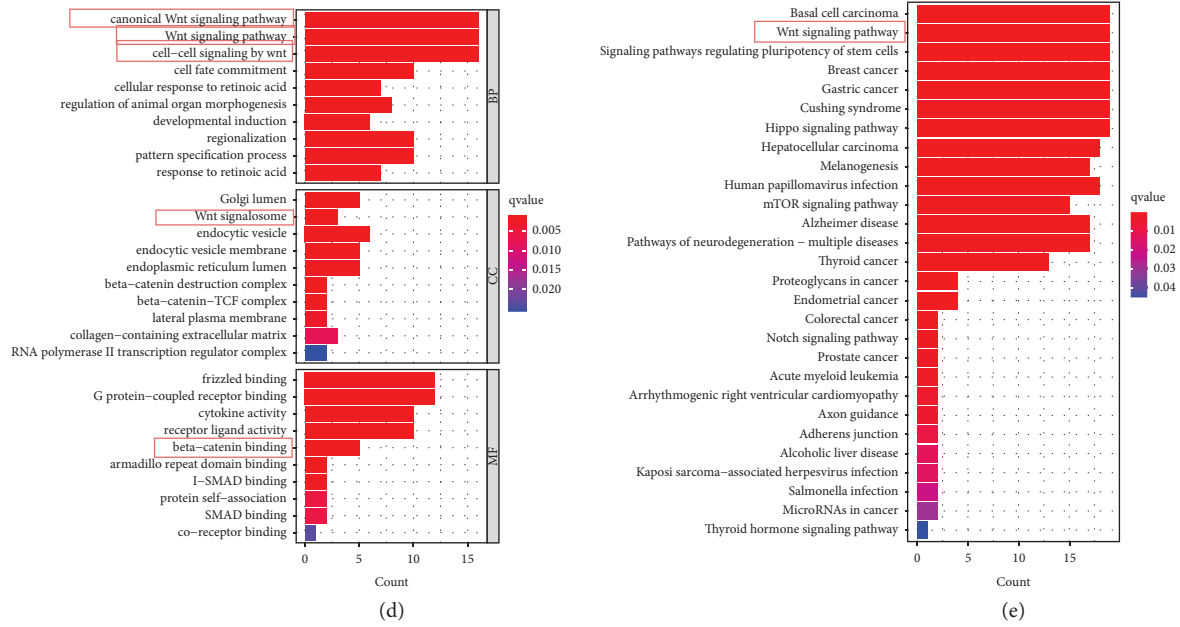 canonical Wnt signaling pathway
Wnt signaling pathway
cell−cell signaling by wnt
cell fate commitment
cellular response to retinoic acid
regulation of animal organ morphogenesis
developmental induction
regionalization
pattern specification process
response to retinoic acid
BP
Golgi lumen
Wnt signalosome
endocytic vesicle
endocytic vesicle membrane
endoplasmic reticulum lumen
beta−catenin destruction complex
beta−catenin−TCF complex
lateral plasma membrane
collagen−containing extracellular matrix
RNA polymerase II transcription regulator complex
CC
frizzled binding
G protein−coupled receptor binding
cytokine activity
receptor ligand activity
beta−catenin binding
armadillo repeat domain binding
I−SMAD binding
protein self−association
SMAD binding
co−receptor binding
MF
0 5 10 15
Count
qvalue
0.005
0.010
0.015
0.020
(d)
Basal cell carcinoma
Wnt signaling pathway
Signaling pathways regulating pluripotency of stem cells
Breast cancer
Gastric cancer
Cushing syndrome
Hippo signaling pathway
Hepatocellular carcinoma
Melanogenesis
Human papillomavirus infection
mTOR signaling pathway
Alzheimer disease
Pathways of neurodegeneration − multiple diseases
Thyroid cancer
Proteoglycans in cancer
Endometrial cancer
Colorectal cancer
Notch signaling pathway
Prostate cancer
Acute myeloid leukemia
Arrhythmogenic right ventricular cardiomyopathy
Axon guidance
Adherens junction
Alcoholic liver disease
Kaposi sarcoma−associated herpesvirus infection
Salmonella infection
MicroRNAs in cancer
Thyroid hormone signaling pathway
0 5 10 15
Count
qvalue
0.01
0.02
0.03
0.04
(e)